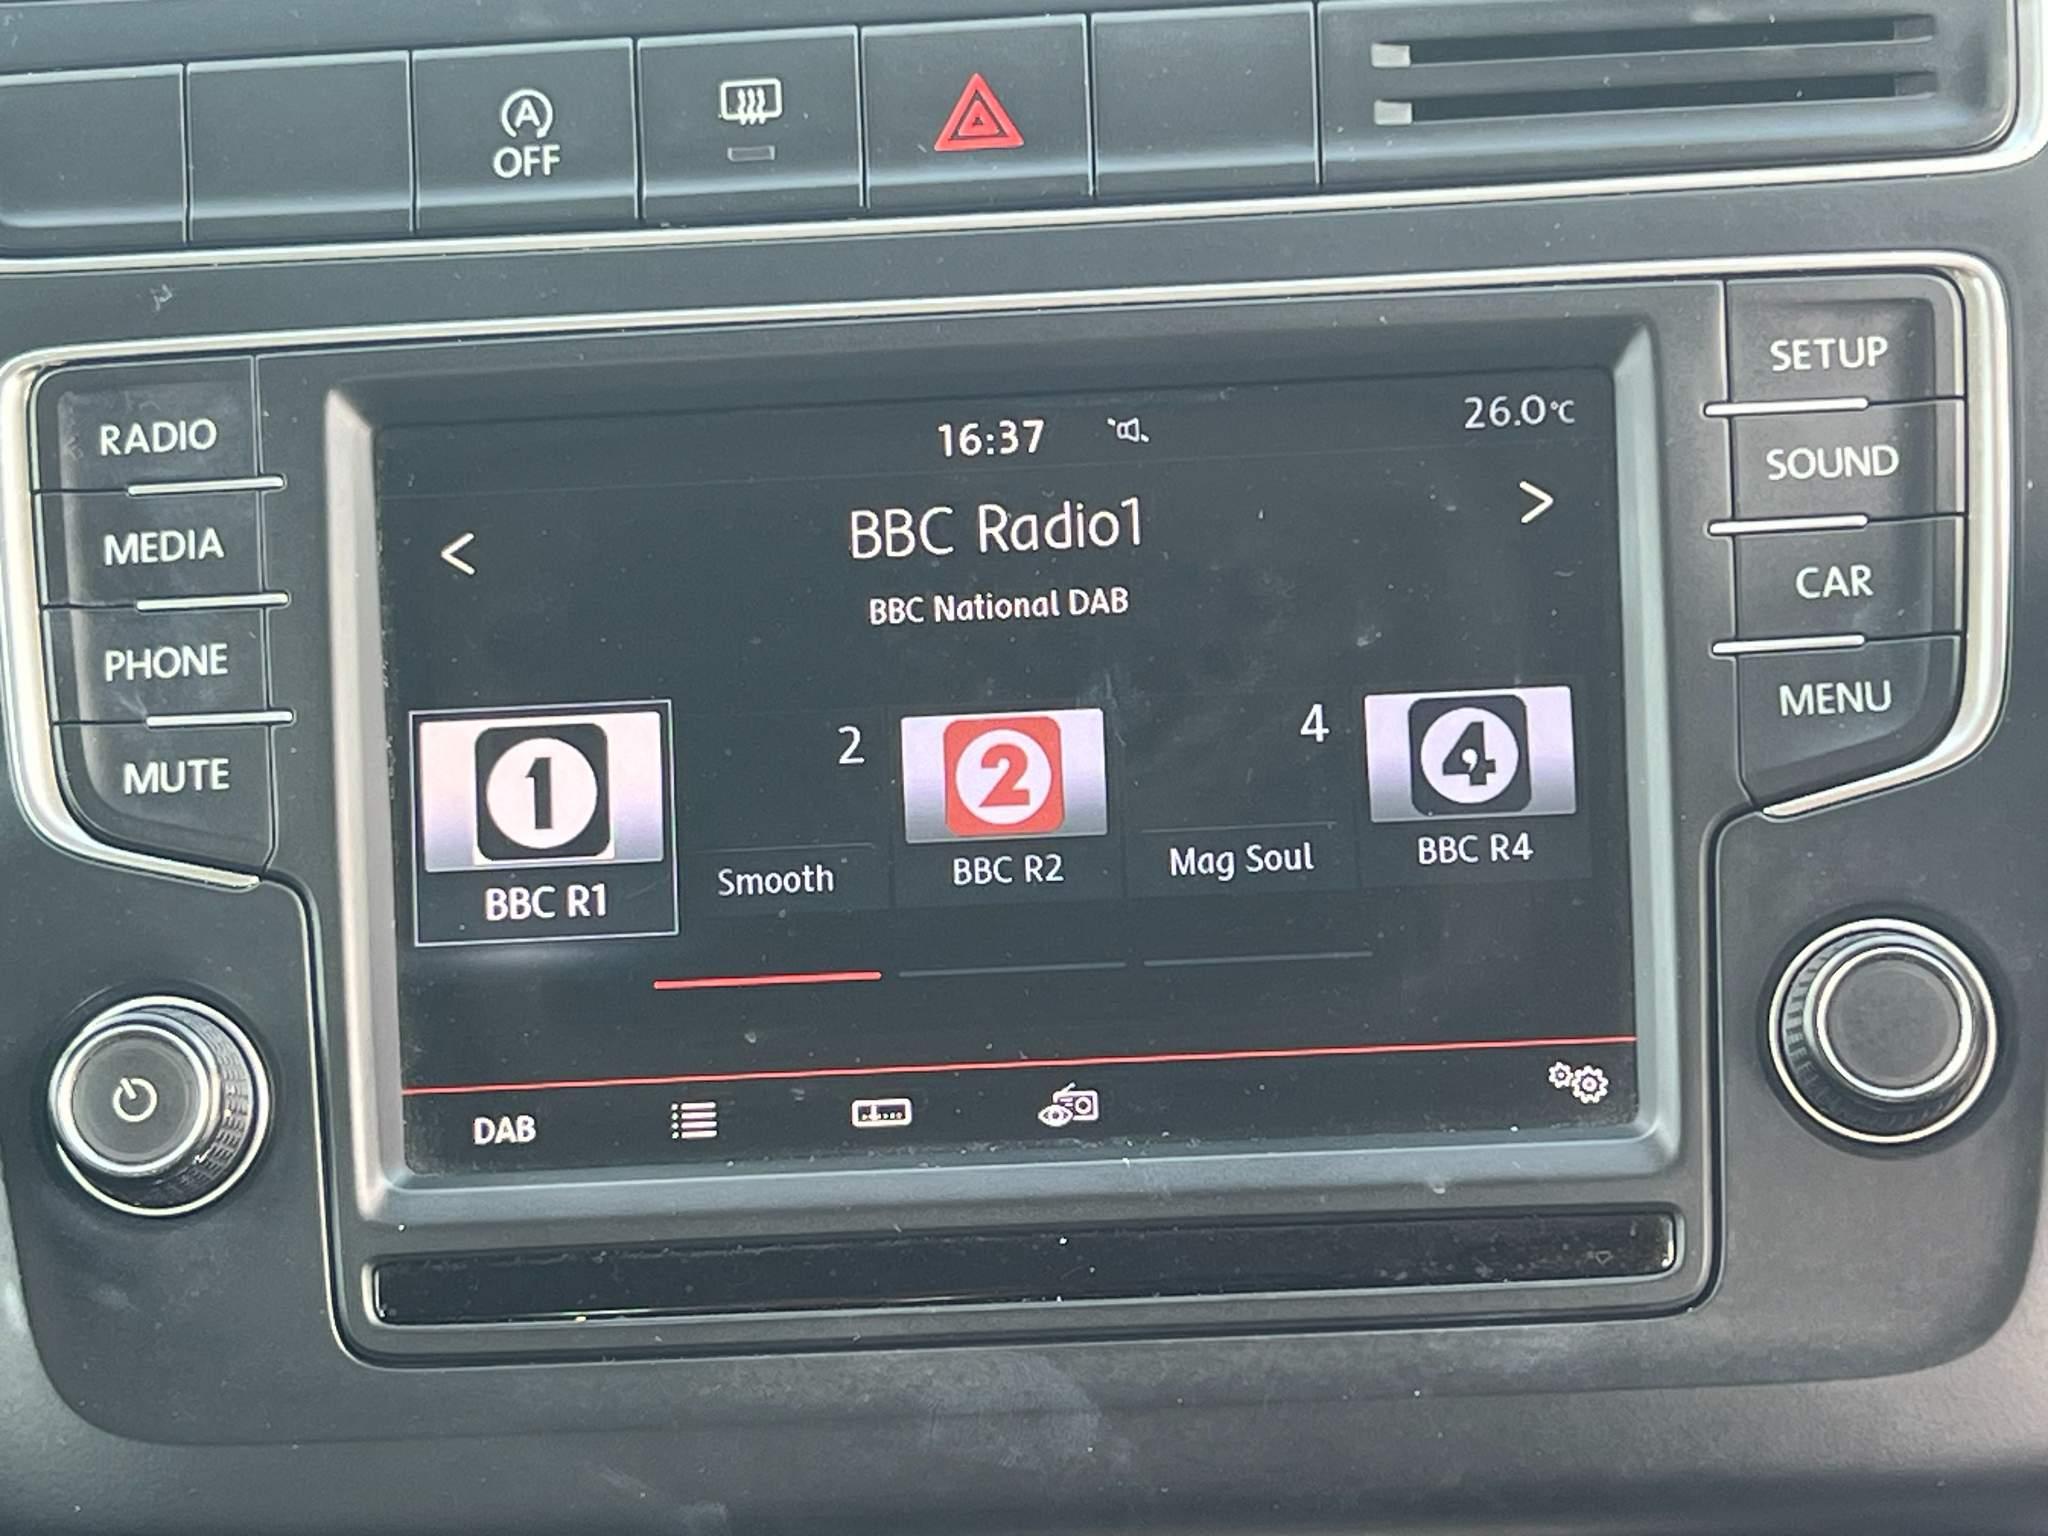 A
OFF
RADIO
MEDIA
PHONE
MUTE
16:37
26.0°C
BBC Radio1
BBC National DAB
1
2
2
4
4
BBC R1
Smooth
BBC R2
Mag Soul
BBC R4
DAB
SETUP
SOUND
CAR
MENU